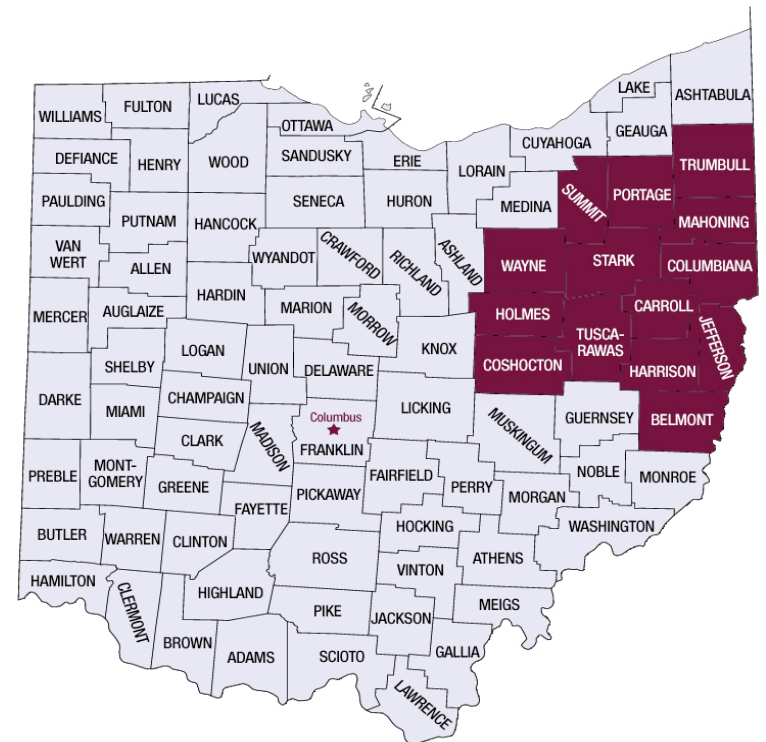 WILLIAMS
FULTON
LUCAS
OTTAWA
LAKE
ASHTABULA
GEAUGA
CUYAHOGA
DEFIANCE
HENRY
WOOD
SANDUSKY
ERIE
LORAIN
MEDINA
SUMMIT
PORTAGE
TRUMBULL
PAULDING
PUTNAM
HANCOCK
SENECA
HURON
MAHONING
VAN
WERT
ALLEN
WYANDOT
CRAWFORD
RICHLAND
ASHLAND
WAYNE
STARK
COLUMBIANA
MERCER
AUGLAIZE
HARDIN
MARION
MORROW
HOLMES
CARROLL
JEFFERSON
TUSCA-
RAWAS
KNOX
COSHOCTON
HARRISON
SHELBY
LOGAN
UNION
DELAWARE
DARKE
MIAMI
CHAMPAIGN
LICKING
MUSKINGUM
GUERNSEY
BELMONT
CLARK
MADISON
Columbus
FRANKLIN
PREBLE
MONT-
GOMERY
GREENE
FAYETTE
PICKAWAY
FAIRFIELD
PERRY
MORGAN
NOBLE
MONROE
WASHINGTON
BUTLER
WARREN
CLINTON
ROSS
HOCKING
VINTON
ATHENS
HAMILTON
CLERMONT
HIGHLAND
PIKE
JACKSON
MEIGS
BROWN
ADAMS
SCIOTO
GALLIA
LAWRENCE